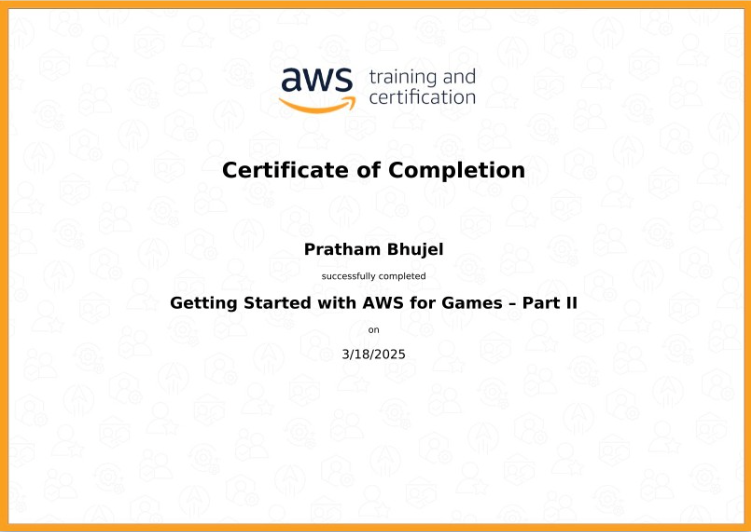 aws training and
certification
Certificate of Completion
Pratham Bhujel
successfully completed
Getting Started with AWS for Games – Part II
on
3/18/2025